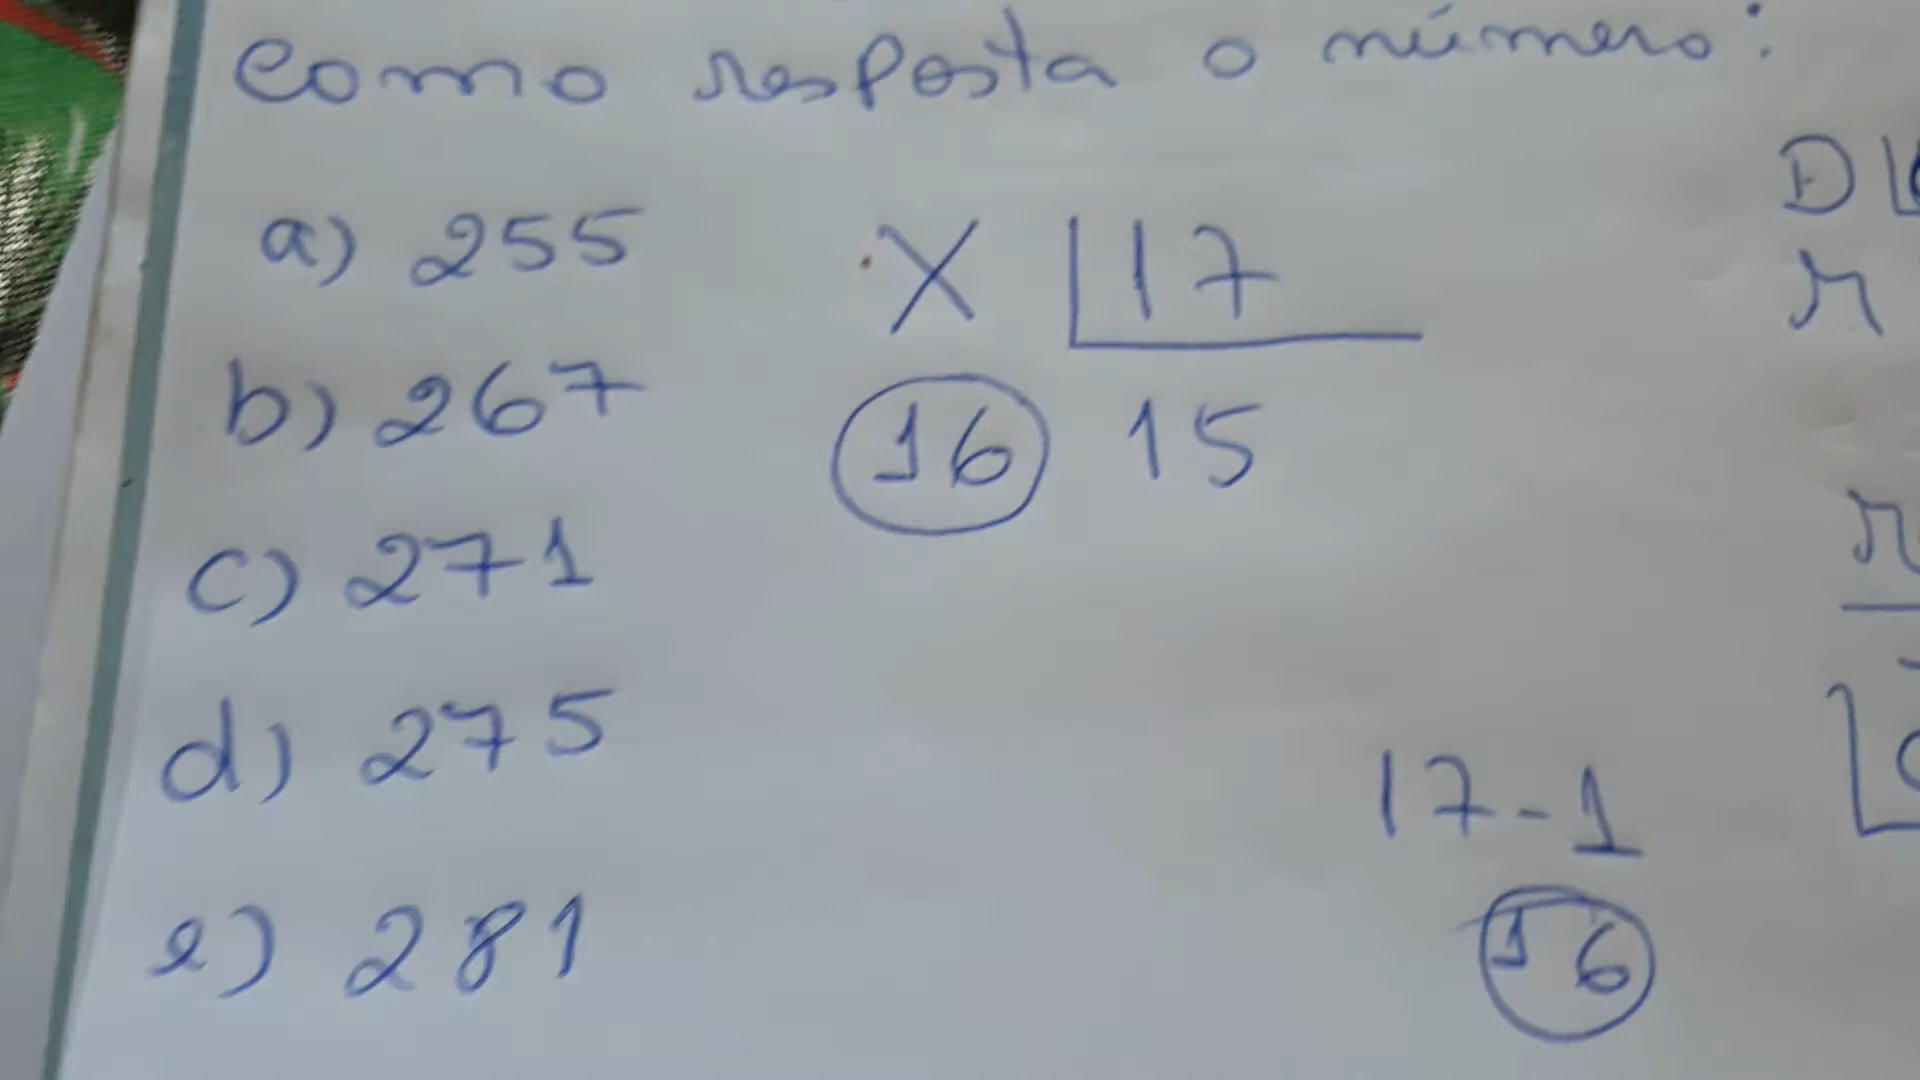 como resposta o número:
a) 255
b) 267
c) 271
d) 275
e) 281
X 17
16 15
17-1
16
D
r
r